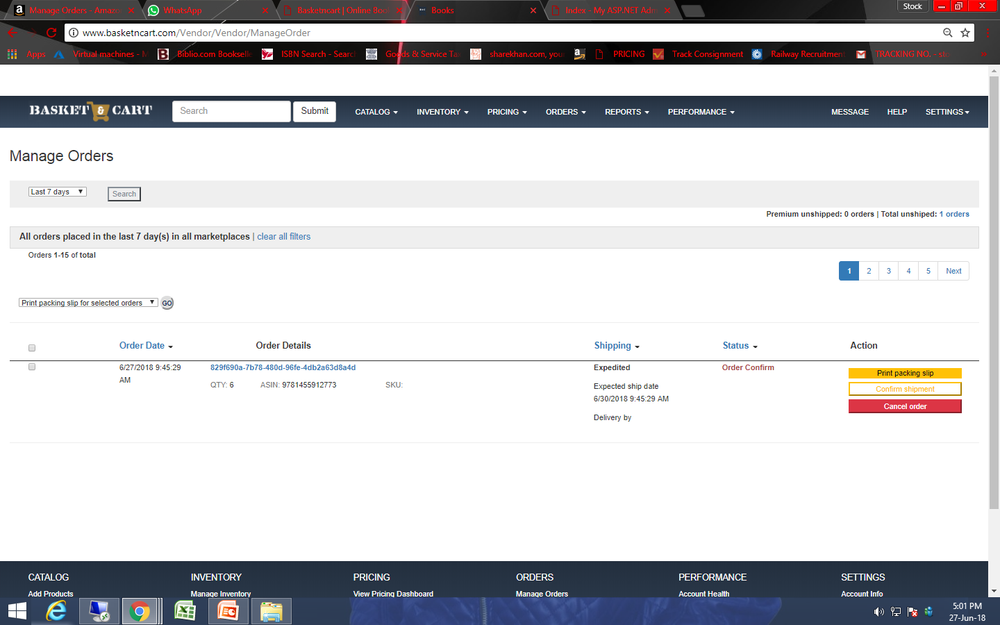 Manage Orders - Amazo
WhatsApp
Basketncart | Online Boo
Books
Index - My ASP.NET Adm
Stock
www.basketncart.com/Vendor/Vendor/ManageOrder
Apps
Virtual machines - M
Biblio.com Bookselle
ISBN Search - Search
Goods & Service Tax
sharekhan.com, your
PRICING
Track Consignment
Railway Recruitment
TRACKING NO. - sto
BASKET & CART
Search
Submit
CATALOG
INVENTORY
PRICING
ORDERS
REPORTS
PERFORMANCE
MESSAGE
HELP
SETTINGS
Manage Orders
Last 7 days
Search
Premium unshipped: 0 orders | Total unshiped: 1 orders
All orders placed in the last 7 day(s) in all marketplaces | clear all filters
Orders 1-15 of total
1 2 3 4 5 Next
Print packing slip for selected orders
GO
Order Date
Order Details
Shipping
Status
Action
6/27/2018 9:45:29
AM
829f690a-7b78-480d-96fe-4db2a63d8a4d
QTY: 6 ASIN: 9781455912773 SKU:
Expedited
Expected ship date
6/30/2018 9:45:29 AM
Delivery by
Order Confirm
Print packing slip
Confirm shipment
Cancel order
CATALOG
INVENTORY
PRICING
ORDERS
PERFORMANCE
SETTINGS
Add Products
Manage Inventory
View Pricing Dashboard
Manage Orders
Account Health
Account Info
5:01 PM
27-Jun-18